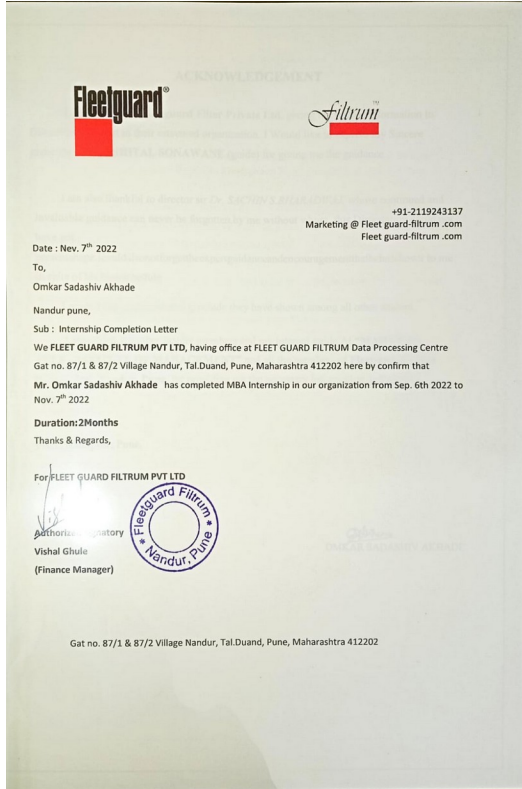 ACKNOWLEDGEMENT
Fleetguard®
Filtrum™
+91-2119243137
Marketing @ Fleet guard-filtrum .com
Fleet guard-filtrum .com
Date : Nev. 7th 2022
To,
Omkar Sadashiv Akhade
Nandur pune,
Sub : Internship Completion Letter
We FLEET GUARD FILTRUM PVT LTD, having office at FLEET GUARD FILTRUM Data Processing Centre
Gat no. 87/1 & 87/2 Village Nandur, Tal.Duand, Pune, Maharashtra 412202 here by confirm that
Mr. Omkar Sadashiv Akhade has completed MBA Internship in our organization from Sep. 6th 2022 to
Nov. 7th 2022
Duration:2Months
Thanks & Regards,
For FLEET GUARD FILTRUM PVT LTD
* Fleetguard Filtrum *
Nandur, Pune
Vishal Ghule
(Finance Manager)
OMKAR SADASHIV AKHADE
Gat no. 87/1 & 87/2 Village Nandur, Tal.Duand, Pune, Maharashtra 412202